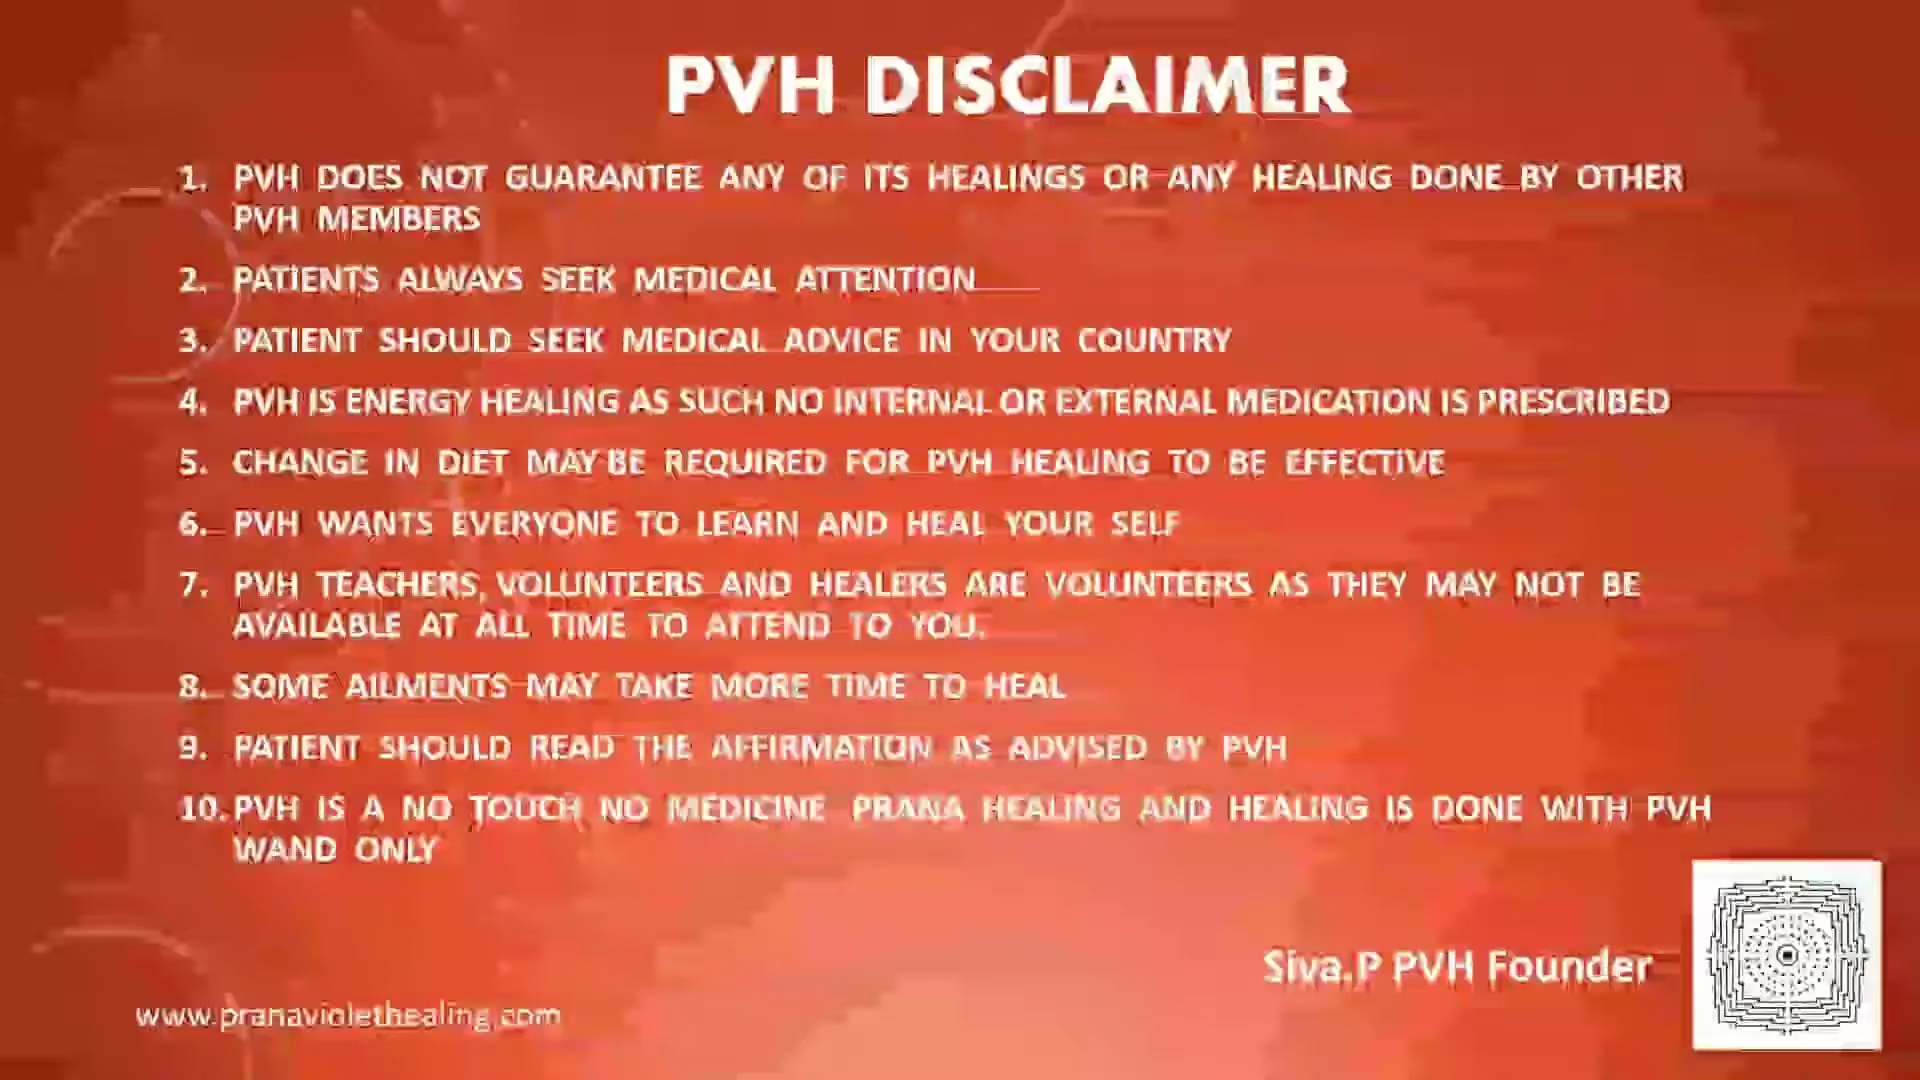 PVH DISCLAIMER
1. PVH DOES NOT GUARANTEE ANY OF ITS HEALINGS OR ANY HEALING DONE BY OTHER
PVH MEMBERS
2. PATIENTS ALWAYS SEEK MEDICAL ATTENTION
3. PATIENT SHOULD SEEK MEDICAL ADVICE IN YOUR COUNTRY
4. PVH IS ENERGY HEALING AS SUCH NO INTERNAL OR EXTERNAL MEDICATION IS PRESCRIBED
5. CHANGE IN DIET MAY BE REQUIRED FOR PVH HEALING TO BE EFFECTIVE
6. PVH WANTS EVERYONE TO LEARN AND HEAL YOUR SELF
7. PVH TEACHERS, VOLUNTEERS AND HEALERS ARE VOLUNTEERS AS THEY MAY NOT BE
AVAILABLE AT ALL TIME TO ATTEND TO YOU.
8. SOME AILMENTS MAY TAKE MORE TIME TO HEAL
9. PATIENT SHOULD READ THE AFFIRMATION AS ADVISED BY PVH
10. PVH IS A NO TOUCH NO MEDICINE PRANA HEALING AND HEALING IS DONE WITH PVH
WAND ONLY
Siva.P PVH Founder
www.pranaviolethealing.com